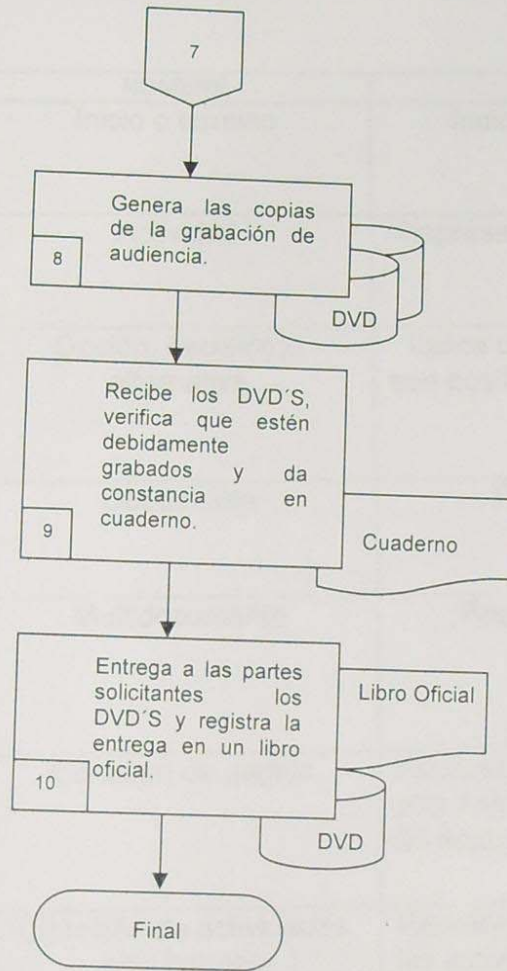 7
Genera las copias
de la grabación de
audiencia.
8
DVD
Recibe los DVD´S,
verifica que estén
debidamente
grabados y da
constancia en
cuaderno.
9
Cuaderno
Entrega a las partes
solicitantes los
DVD´S y registra la
entrega en un libro
oficial.
10
Libro Oficial
DVD
Final